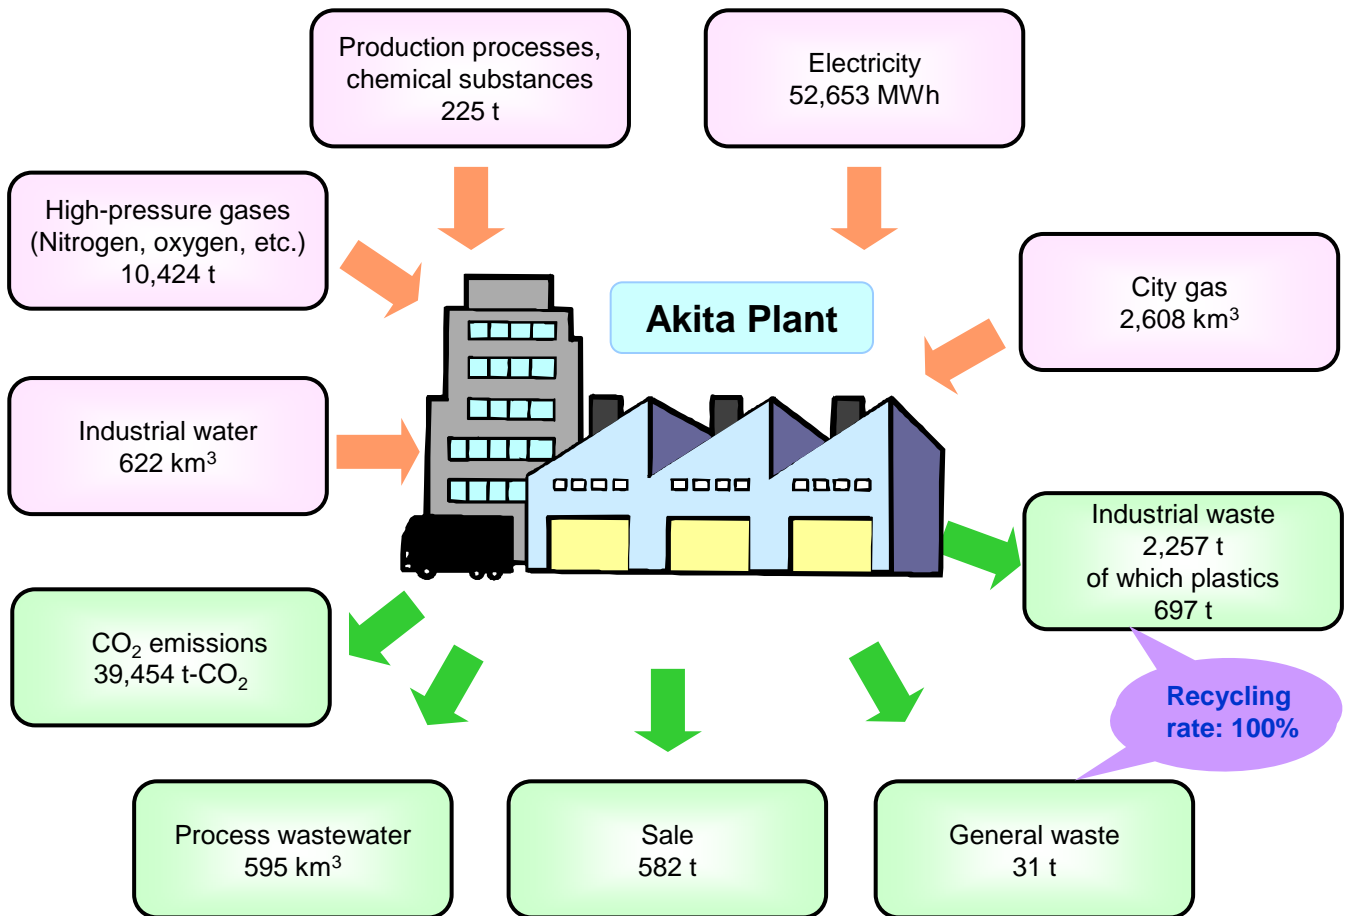 Production processes,
chemical substances
225 t
Electricity
52,653 MWh
High-pressure gases
(Nitrogen, oxygen, etc.)
10,424 t
City gas
2,608 km³
Akita Plant
Industrial water
622 km³
Industrial waste
2,257 t
of which plastics
697 t
CO₂ emissions
39,454 t-CO₂
Recycling
rate: 100%
Process wastewater
595 km³
Sale
582 t
General waste
31 t